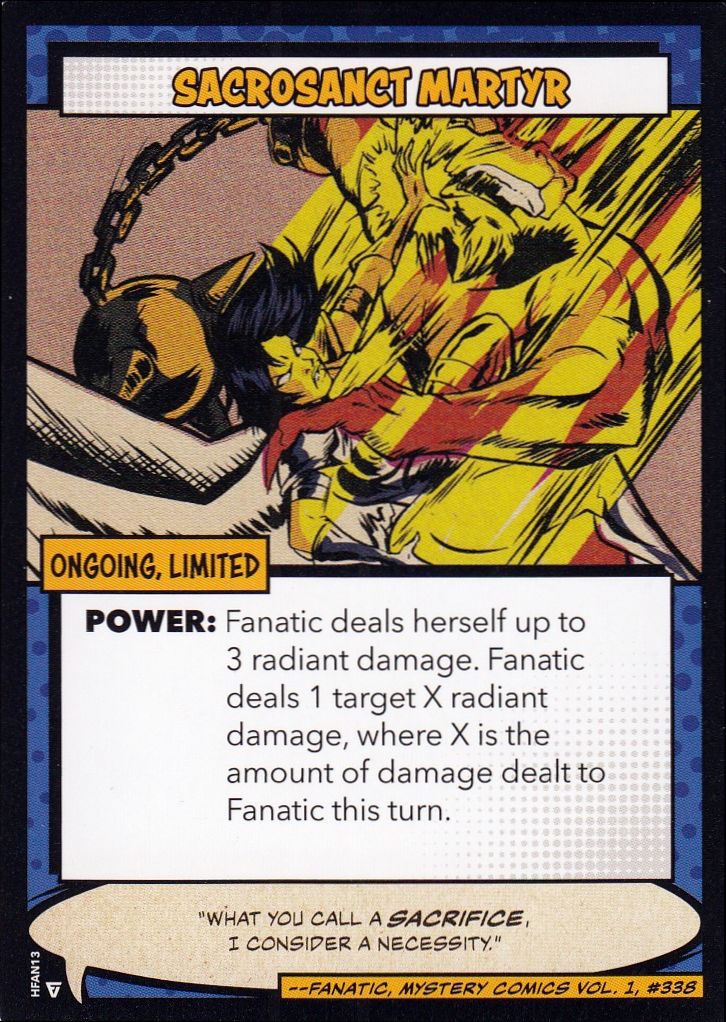 SACROSANCT MARTYR
ONGOING, LIMITED
POWER: Fanatic deals herself up to
3 radiant damage. Fanatic
deals 1 target X radiant
damage, where X is the
amount of damage dealt to
Fanatic this turn.
"WHAT YOU CALL A SACRIFICE,
I CONSIDER A NECESSITY."
--FANATIC, MYSTERY COMICS VOL. 1, #338
HFAN13